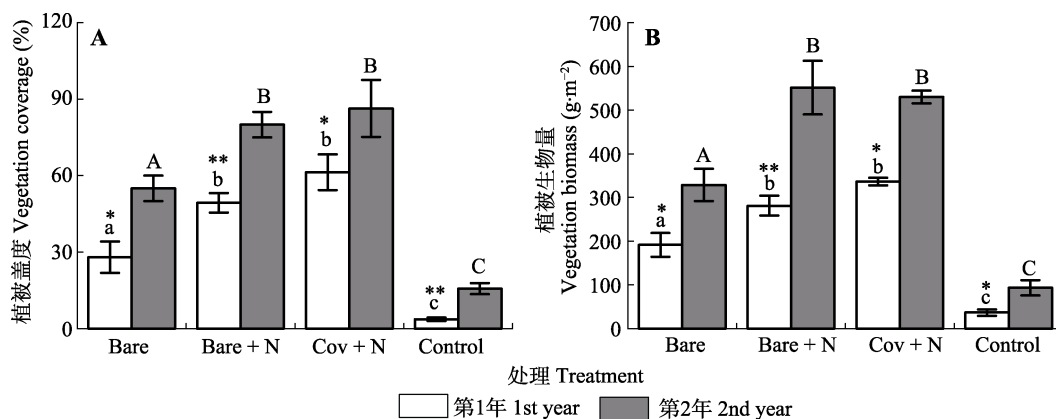 A
植被盖度 Vegetation coverage (%)
120
90
60
30
0
*
a
A
**
b
B
*
b
B
**
c
C
Bare
Bare + N
Cov + N
Control
B
植被生物量
Vegetation biomass (g·m⁻²)
700
600
500
400
300
200
100
0
*
a
A
**
b
B
*
b
B
*
c
C
Bare
Bare + N
Cov + N
Control
处理 Treatment
第1年 1st year
第2年 2nd year